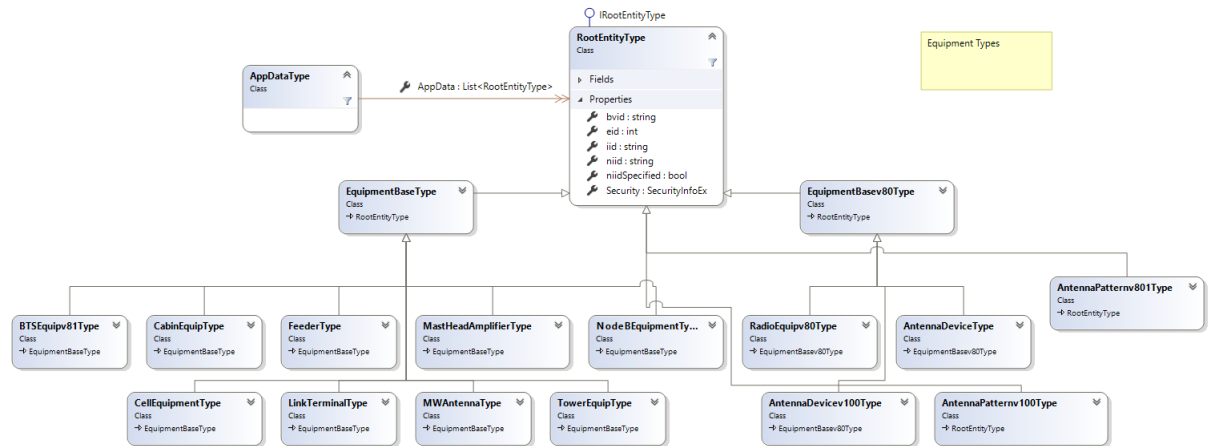 IRootEntityType
RootEntityType
Class
Fields
Properties
bvid : string
eid : int
iid : string
niid : string
niidSpecified : bool
Security : SecurityInfoEx
Equipment Types
AppDataType
Class
AppData : List<RootEntityType>
EquipmentBaseType
Class
RootEntityType
EquipmentBasev80Type
Class
RootEntityType
AntennaPatternv801Type
Class
RootEntityType
BTSEquipv81Type
Class
EquipmentBaseType
CabinEquipType
Class
EquipmentBaseType
FeederType
Class
EquipmentBaseType
MastHeadAmplifierType
Class
EquipmentBaseType
NodeBEquipmentTy...
Class
EquipmentBaseType
RadioEquipv80Type
Class
EquipmentBasev80Type
AntennaDeviceType
Class
EquipmentBasev80Type
CellEquipmentType
Class
EquipmentBaseType
LinkTerminalType
Class
EquipmentBaseType
MWAntennaType
Class
EquipmentBaseType
TowerEquipType
Class
EquipmentBaseType
AntennaDevicev100Type
Class
EquipmentBasev80Type
AntennaPatternv100Type
Class
RootEntityType